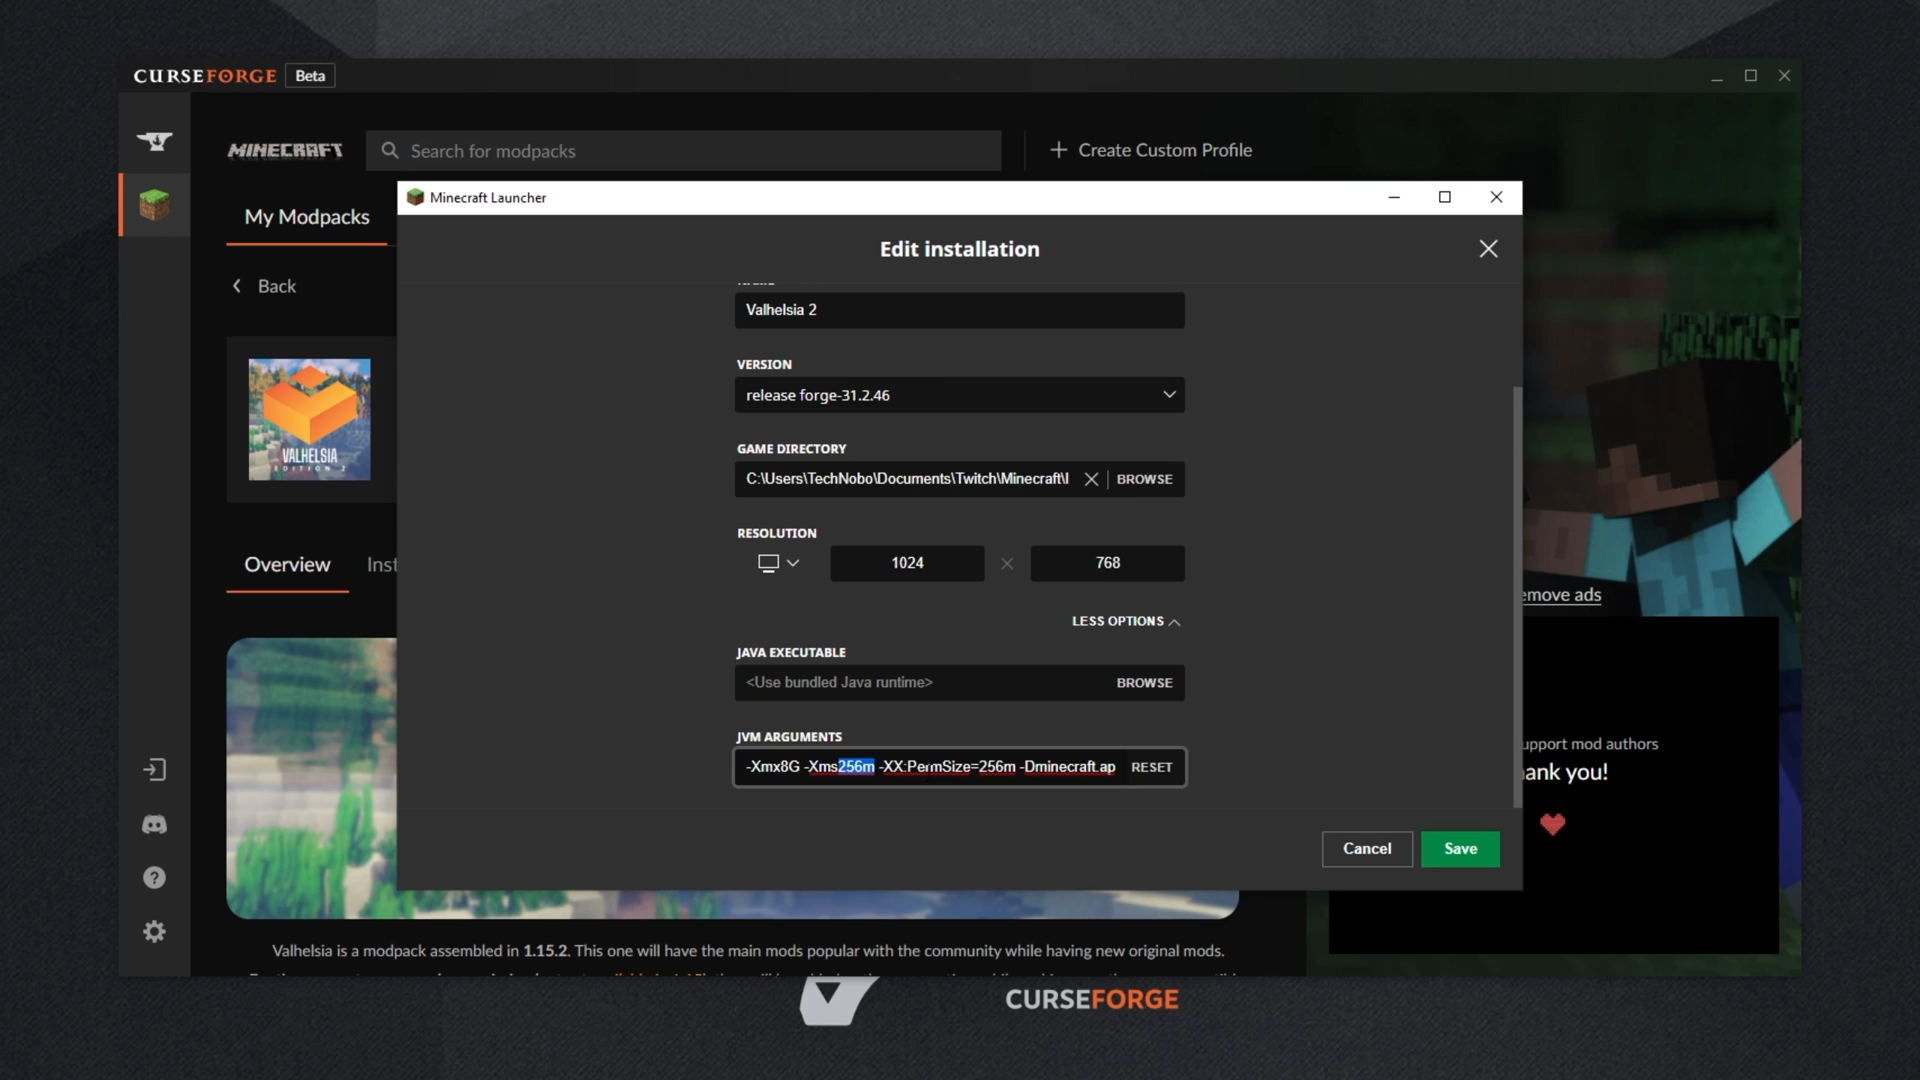 CURSEFORGE Beta
MINECRAFT
Search for modpacks
Create Custom Profile
My Modpacks
Back
VALHELSIA
EDITION 2
Overview
Inst
Minecraft Launcher
Edit installation
Valhelsia 2
VERSION
release forge-31.2.46
GAME DIRECTORY
C:\Users\TechNobo\Documents\Twitch\Minecraft\I
BROWSE
RESOLUTION
1024
768
LESS OPTIONS
JAVA EXECUTABLE
<Use bundled Java runtime>
BROWSE
JVM ARGUMENTS
-Xmx8G -Xms256m -XX:PermSize=256m -Dminecraft.ap
RESET
Cancel
Save
emove ads
upport mod authors
ank you!
Valhelsia is a modpack assembled in 1.15.2. This one will have the main mods popular with the community while having new original mods.
CURSEFORGE